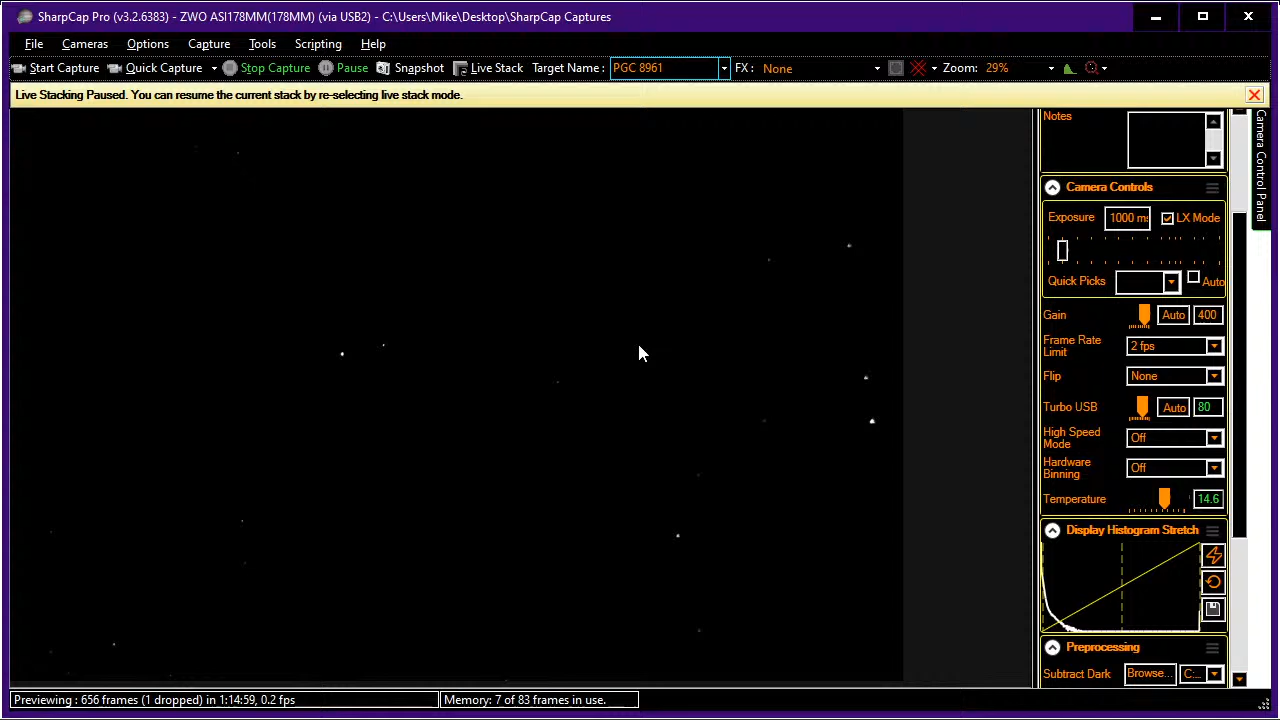 SharpCap Pro (v3.2.6383) - ZWO ASI178MM(178MM) (via USB2) - C:\Users\Mike\Desktop\SharpCap Captures
File Cameras Options Capture Tools Scripting Help
Start Capture Quick Capture Stop Capture Pause Snapshot Live Stack Target Name : PGC 8961 FX : None Zoom: 29%
Live Stacking Paused. You can resume the current stack by re-selecting live stack mode.
Camera Control Panel
Notes
Camera Controls
Exposure 1000 ms LX Mode
Quick Picks Auto
Gain Auto 400
Frame Rate
Limit
2 fps
Flip None
Turbo USB Auto 80
High Speed
Mode
Off
Hardware
Binning
Off
Temperature 14.6
Display Histogram Stretch
Preprocessing
Subtract Dark Browse... C:...
Previewing : 656 frames (1 dropped) in 1:14:59, 0.2 fps Memory: 7 of 83 frames in use.